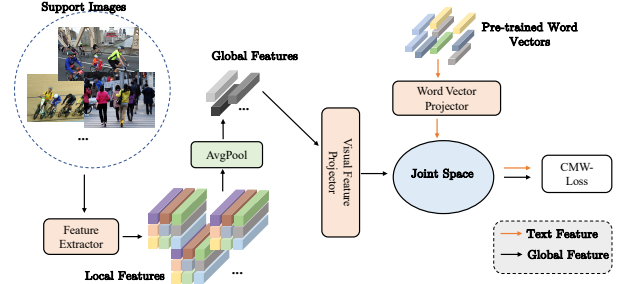 Support Images
...
Feature
Extractor
Local Features
...
AvgPool
Global Features
...
Visual Feature
Projector
Pre-trained Word
Vectors
Word Vector
Projector
Joint Space
CMW-
Loss
Text Feature
Global Feature